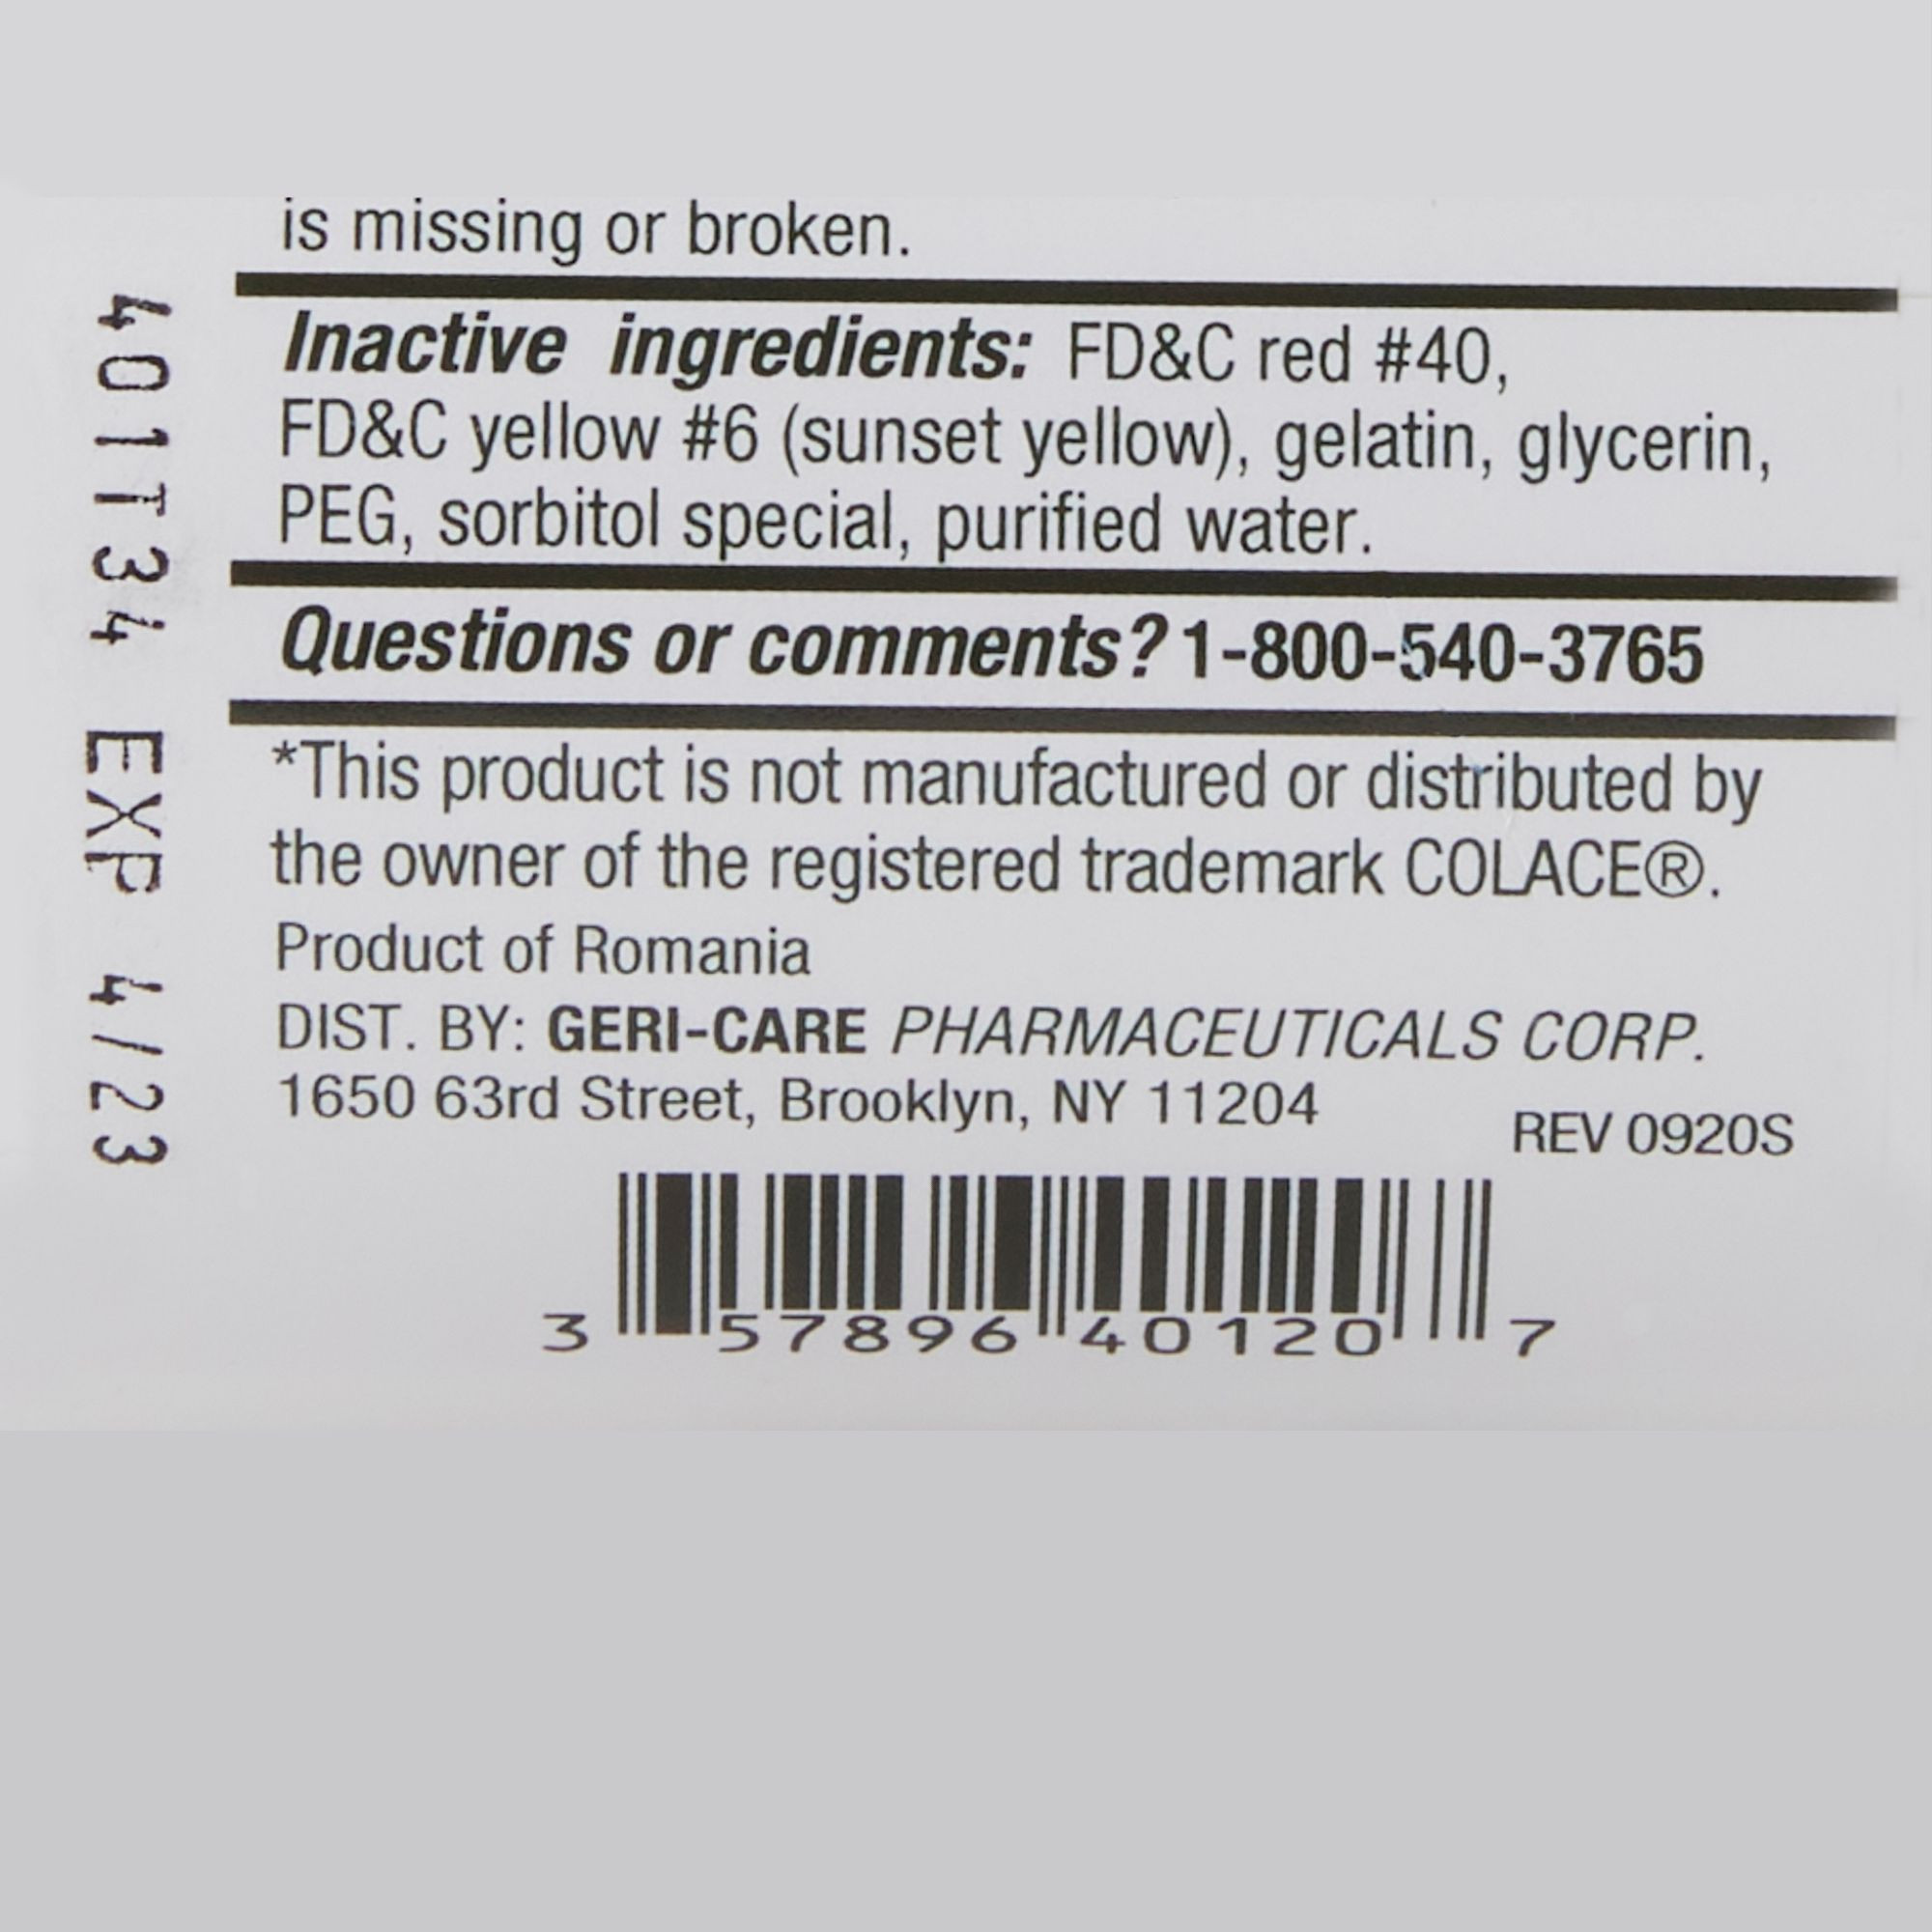 is missing or broken.
Inactive ingredients: FD&C red #40,
FD&C yellow #6 (sunset yellow), gelatin, glycerin,
PEG, sorbitol special, purified water.
Questions or comments? 1-800-540-3765
*This product is not manufactured or distributed by
the owner of the registered trademark COLACE®.
Product of Romania
DIST. BY: GERI-CARE PHARMACEUTICALS CORP.
1650 63rd Street, Brooklyn, NY 11204
REV 0920S
3 57896 40120 7
401T34 EXP 4/23